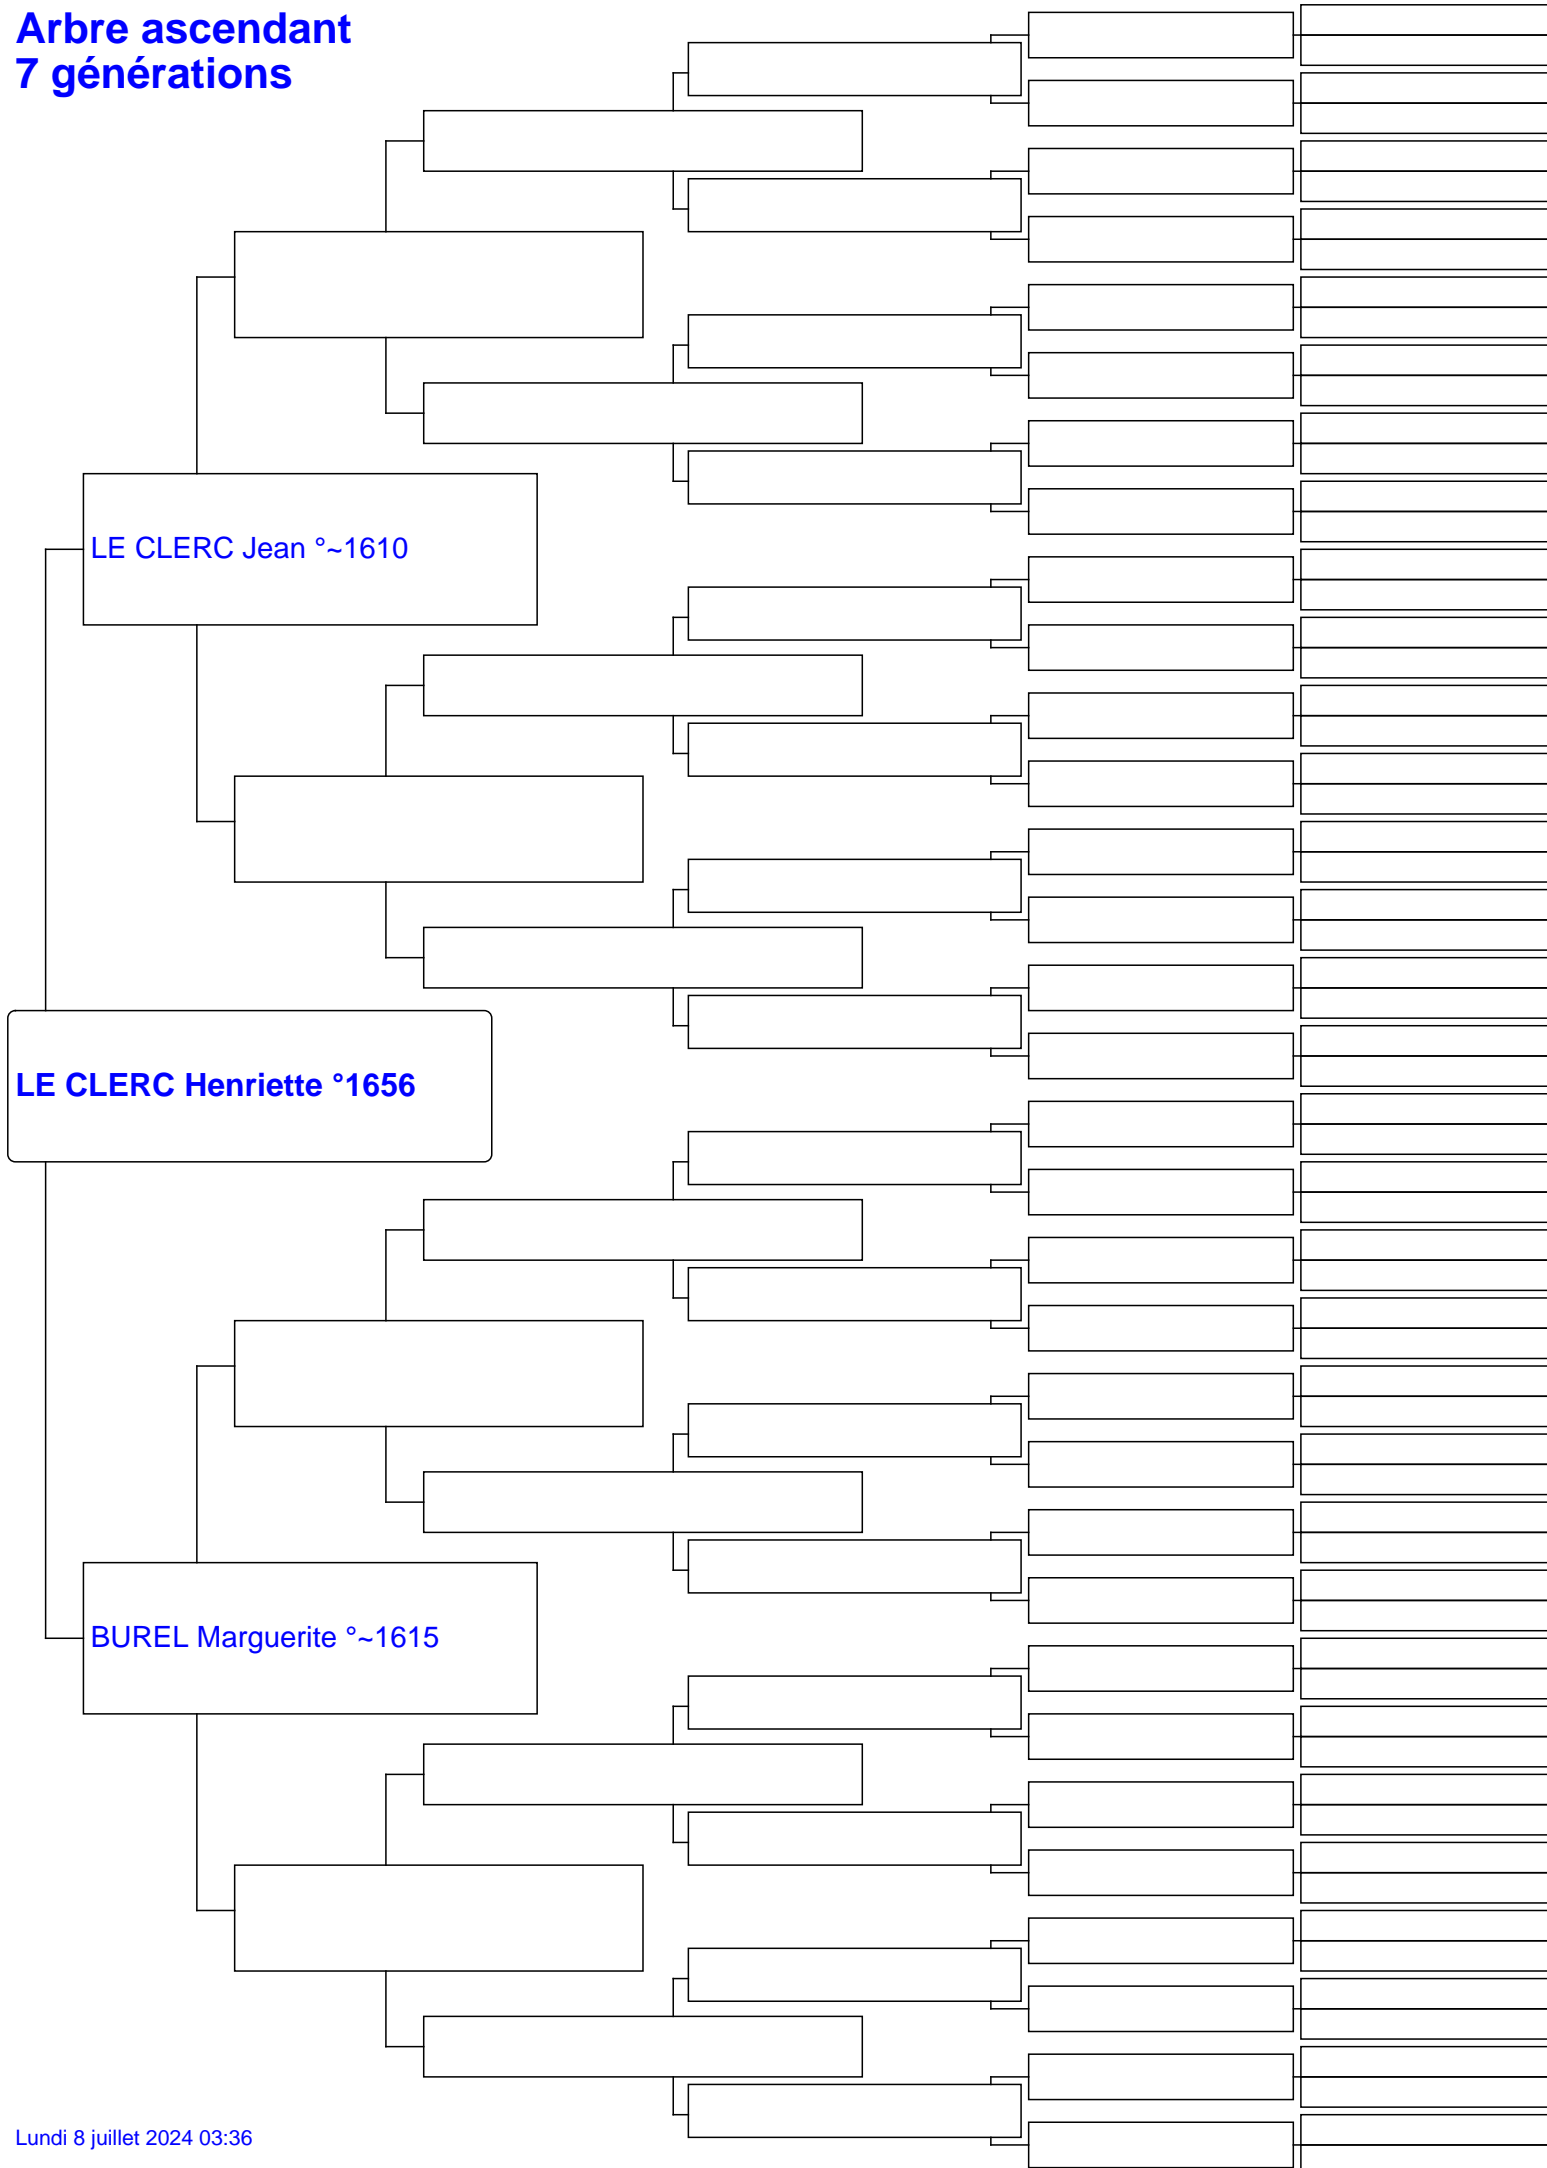 Arbre ascendant
7 générations
LE CLERC Jean °~1610
LE CLERC Henriette °1656
BUREL Marguerite °~1615
Lundi 8 juillet 2024 03:36